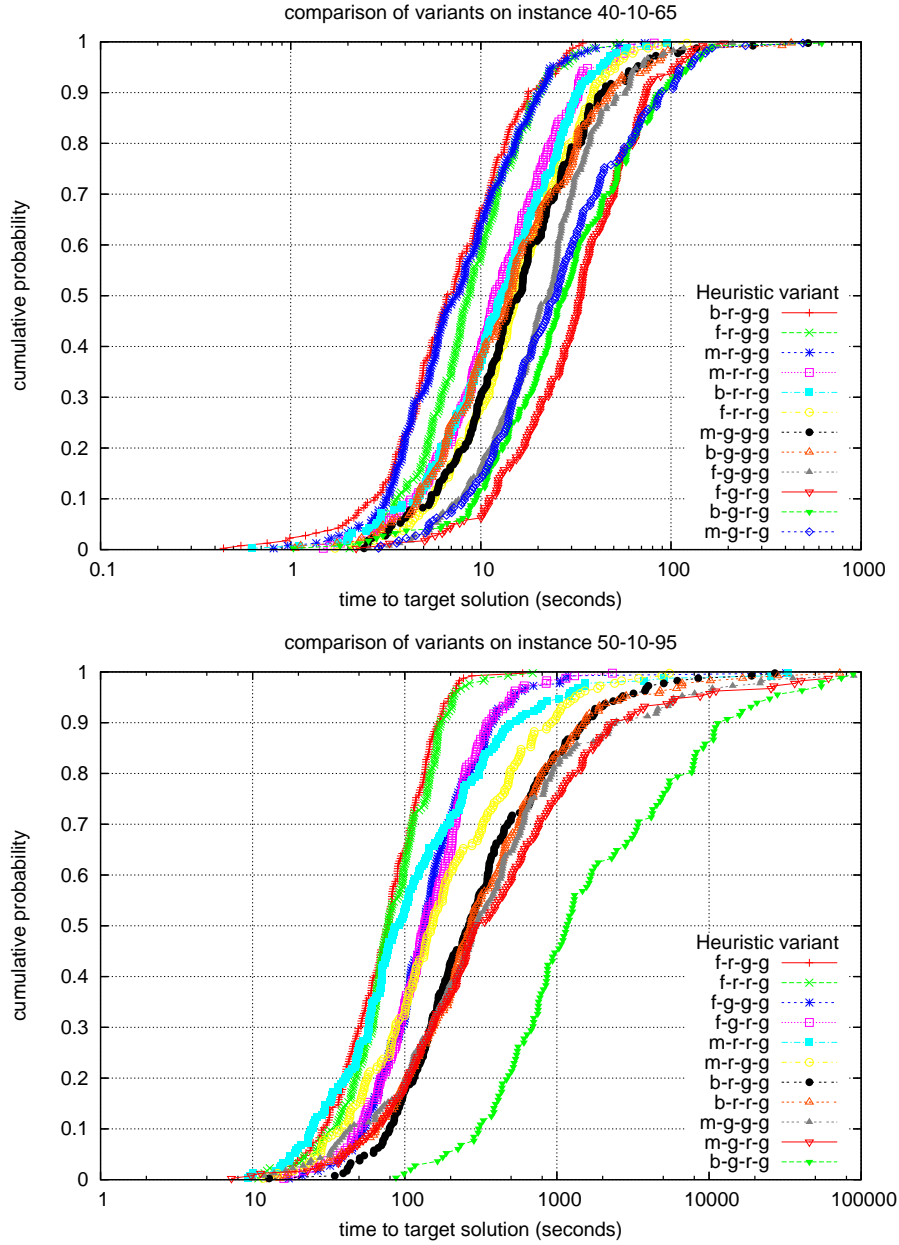 comparison of variants on instance 40-10-65
1
0.9
0.8
0.7
0.6
0.5
0.4
0.3
0.2
0.1
0
cumulative probability
0.1 1 10 100 1000
time to target solution (seconds)
Heuristic variant
b-r-g-g
f-r-g-g
m-r-g-g
m-r-r-g
b-r-r-g
f-r-r-g
m-g-g-g
b-g-g-g
f-g-g-g
f-g-r-g
b-g-r-g
m-g-r-g
comparison of variants on instance 50-10-95
1
0.9
0.8
0.7
0.6
0.5
0.4
0.3
0.2
0.1
0
cumulative probability
1 10 100 1000 10000 100000
time to target solution (seconds)
Heuristic variant
f-r-g-g
f-r-r-g
f-g-g-g
f-g-r-g
m-r-r-g
m-r-g-g
b-r-g-g
b-r-r-g
m-g-g-g
m-g-r-g
b-g-r-g